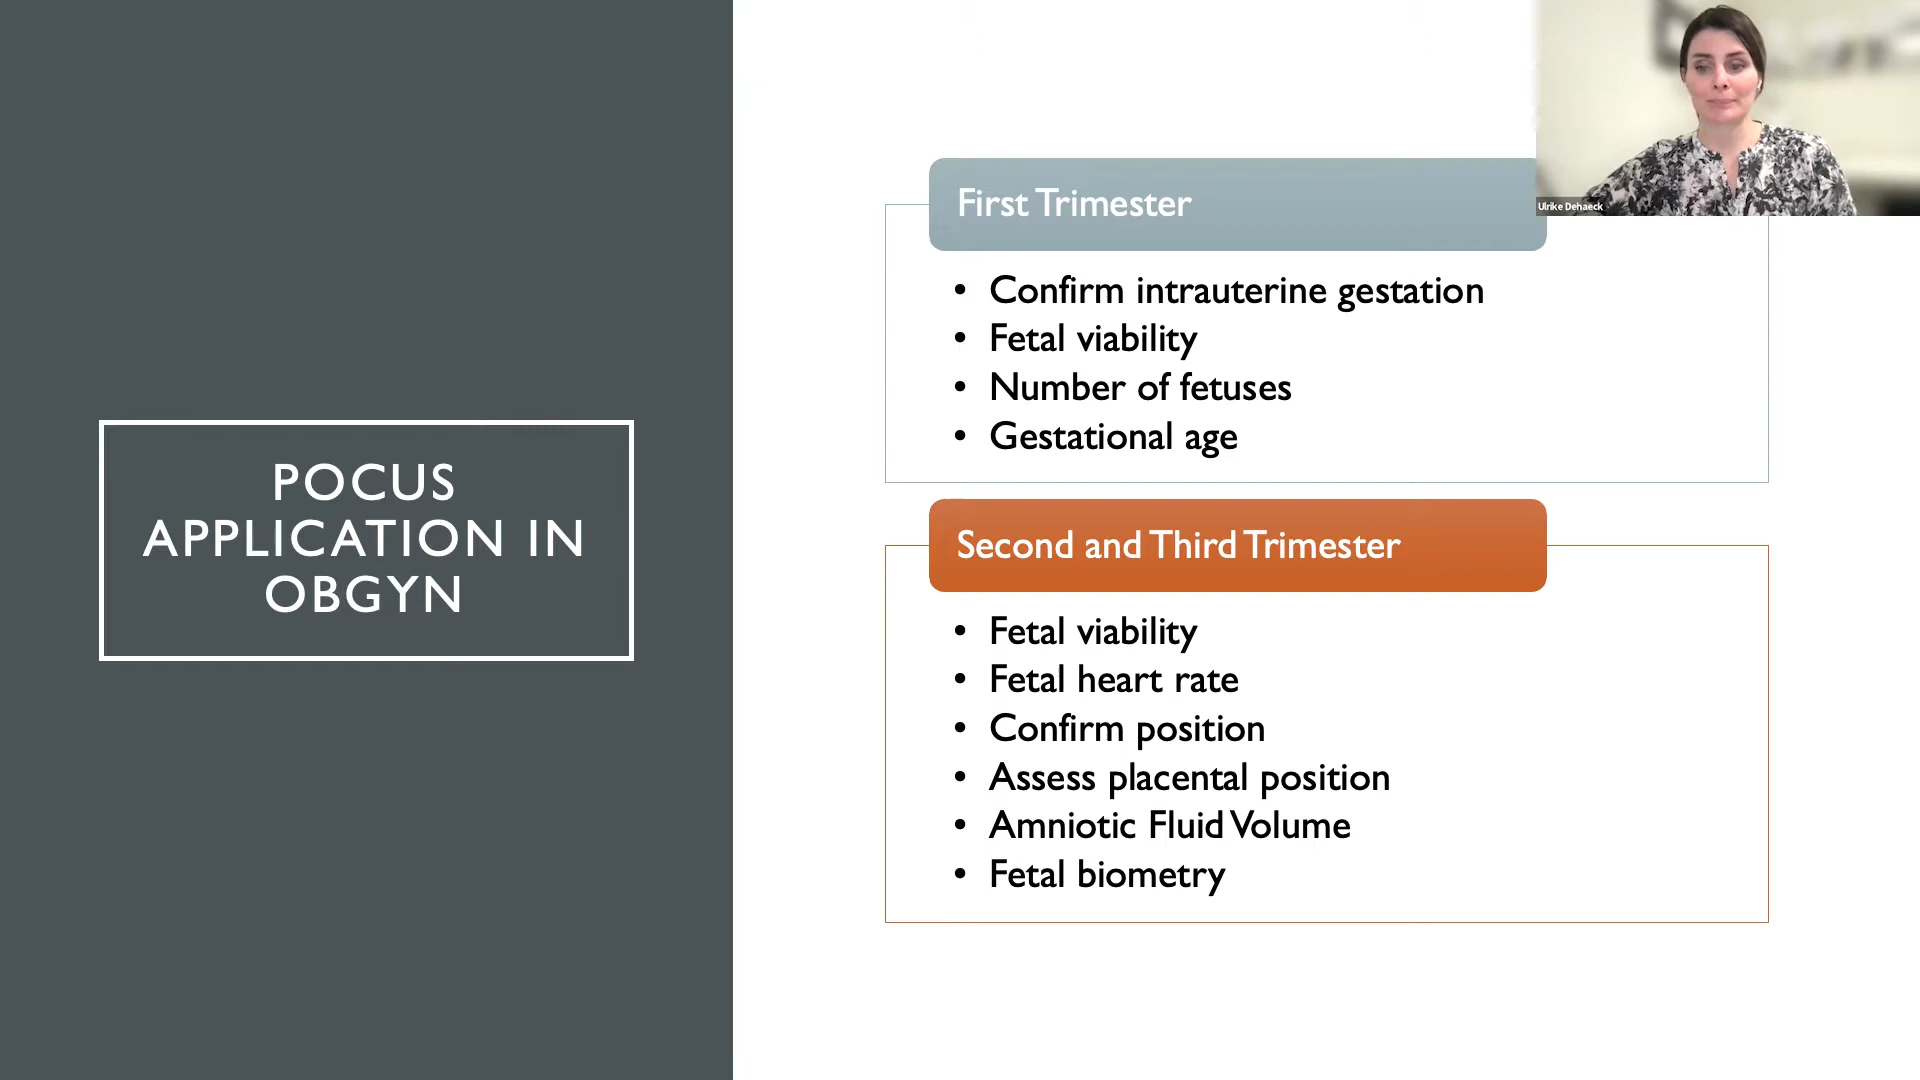 POCUS
APPLICATION IN
OBGYN
First Trimester
• Confirm intrauterine gestation
• Fetal viability
• Number of fetuses
• Gestational age
Second and Third Trimester
• Fetal viability
• Fetal heart rate
• Confirm position
• Assess placental position
• Amniotic Fluid Volume
• Fetal biometry
Ulrike Dehaeck